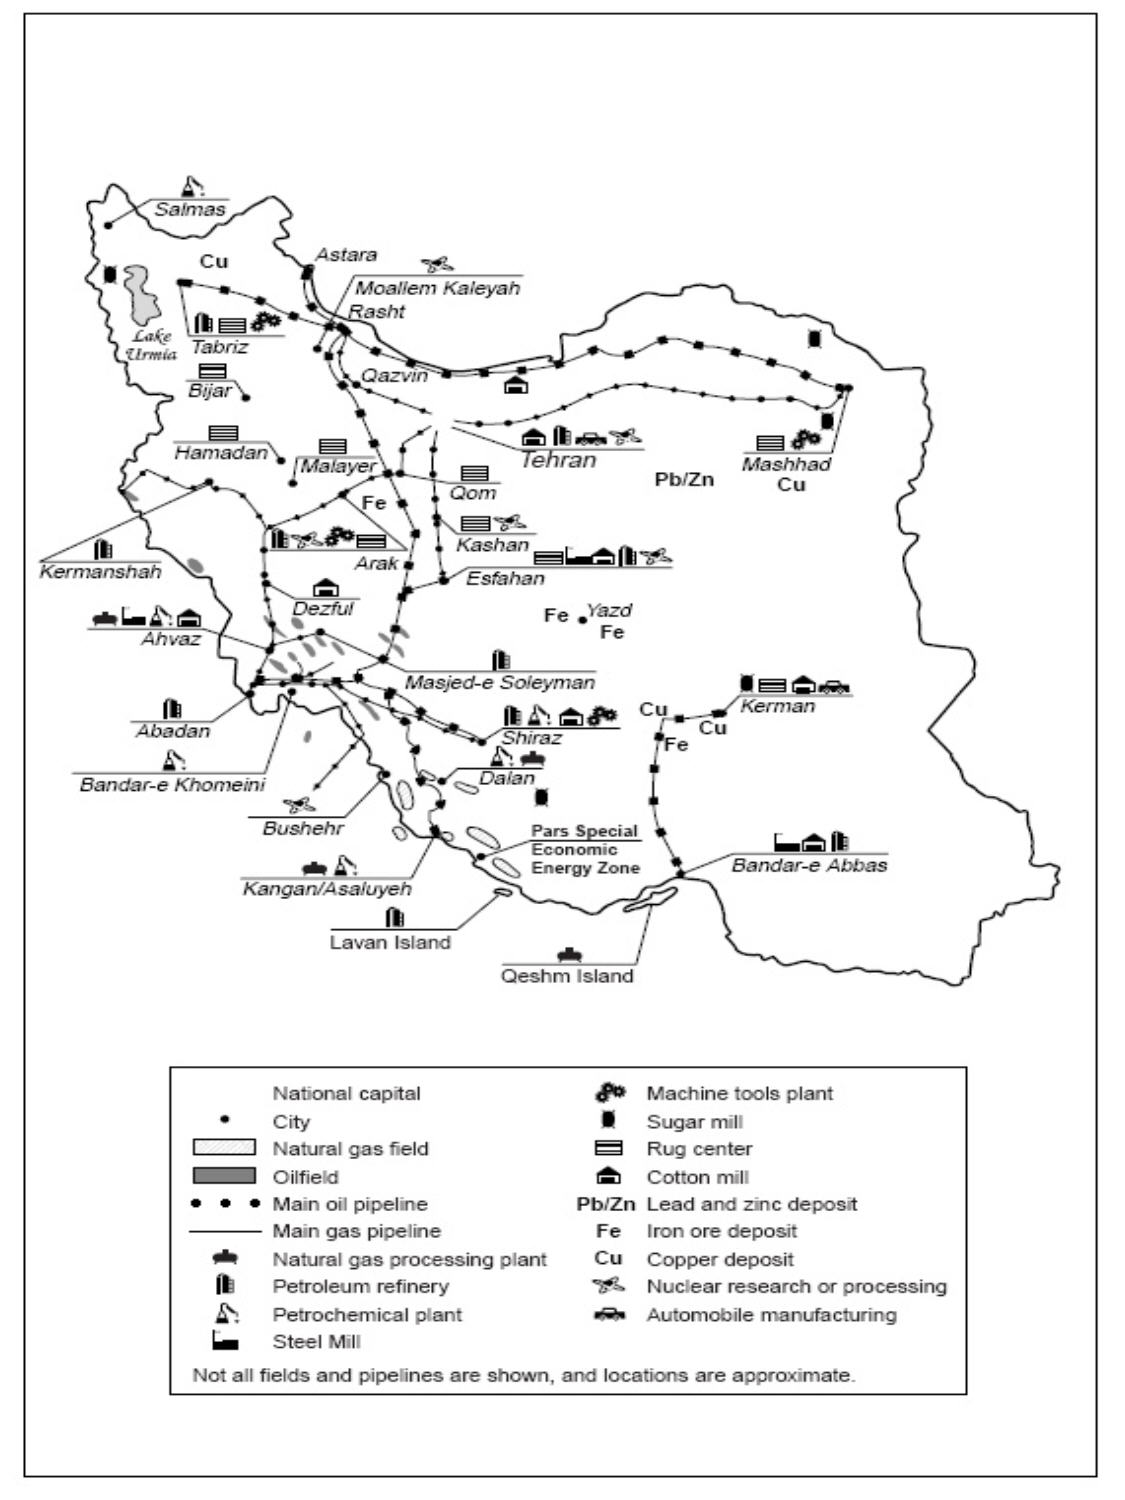 Salmas
Astara
Cu
Moallem Kaleyah
Rasht
Lake
Urmia
Tabriz
Qazvin
Bijar
Hamadan
Malayer
Tehran
Mashhad
Cu
Pb/Zn
Qom
Fe
Kashan
Arak
Kermanshah
Esfahan
Dezful
Fe
Yazd
Fe
Ahvaz
Masjed-e Soleyman
Kerman
Cu
Cu
Fe
Abadan
Shiraz
Bandar-e Khomeini
Dalan
Bushehr
Pars Special
Economic
Energy Zone
Bandar-e Abbas
Kangan/Asaluyeh
Lavan Island
Qeshm Island
National capital
City
Natural gas field
Oilfield
Main oil pipeline
Main gas pipeline
Natural gas processing plant
Petroleum refinery
Petrochemical plant
Steel Mill
Machine tools plant
Sugar mill
Rug center
Cotton mill
Pb/Zn Lead and zinc deposit
Fe Iron ore deposit
Cu Copper deposit
Nuclear research or processing
Automobile manufacturing
Not all fields and pipelines are shown, and locations are approximate.